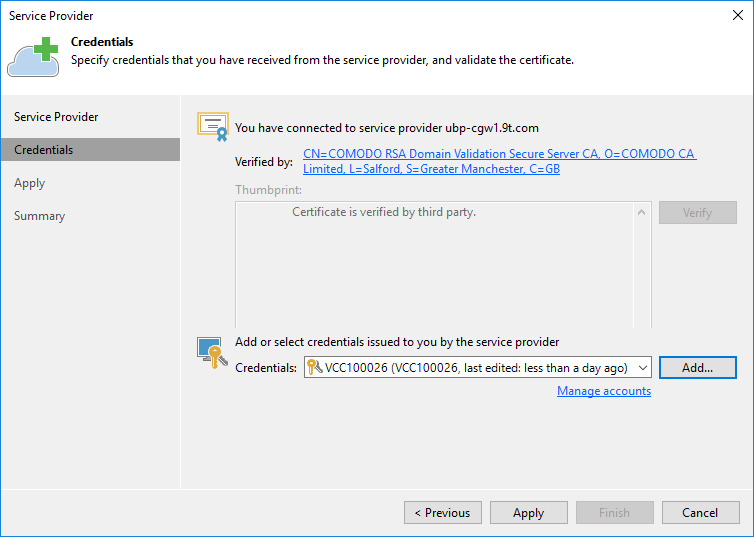 Service Provider
Credentials
Specify credentials that you have received from the service provider, and validate the certificate.
Service Provider
Credentials
Apply
Summary
You have connected to service provider ubp-cgw1.9t.com
Verified by:
CN=COMODO RSA Domain Validation Secure Server CA, O=COMODO CA
Limited, L=Salford, S=Greater Manchester, C=GB
Thumbprint:
Certificate is verified by third party.
Verify
Add or select credentials issued to you by the service provider
Credentials: VCC100026 (VCC100026, last edited: less than a day ago) Add...
Manage accounts
< Previous Apply Finish Cancel